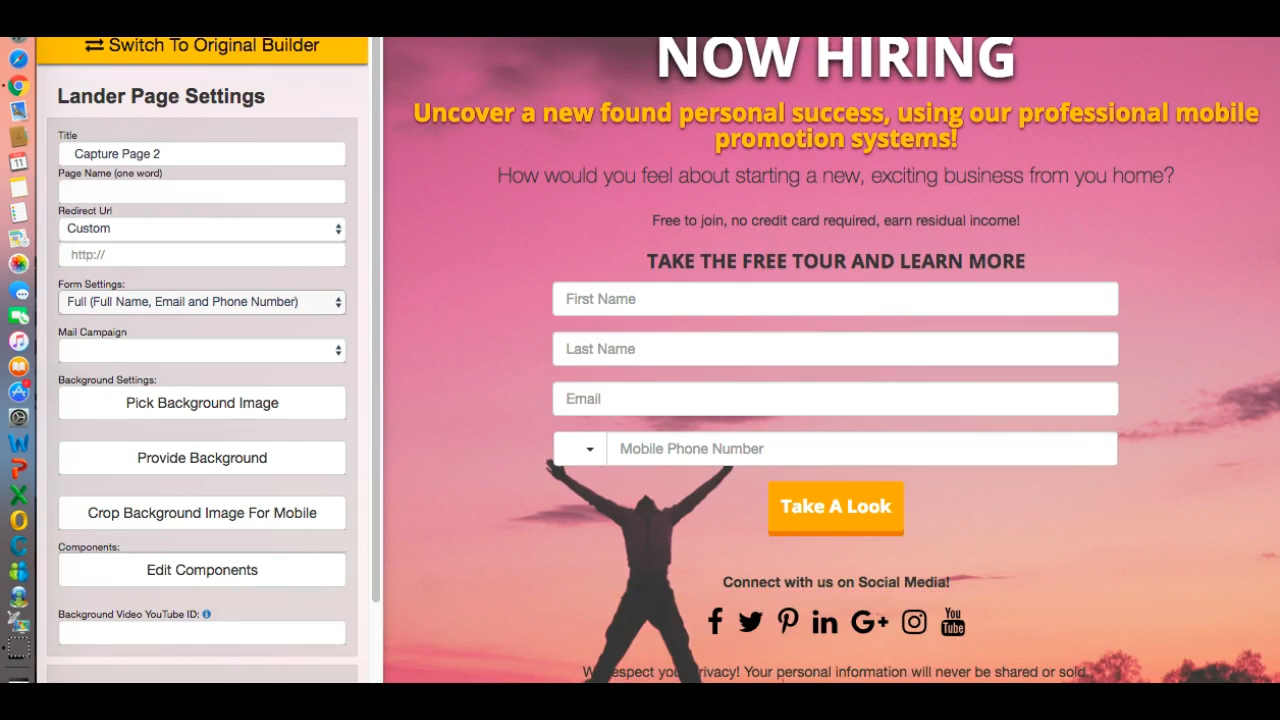 Switch To Original Builder
Lander Page Settings
Title
Capture Page 2
Page Name (one word)
Redirect Url
Custom
http://
Form Settings:
Full (Full Name, Email and Phone Number)
Mail Campaign
Background Settings:
Pick Background Image
Provide Background
Crop Background Image For Mobile
Components:
Edit Components
Background Video YouTube ID:
NOW HIRING
Uncover a new found personal success, using our professional mobile
promotion systems!
How would you feel about starting a new, exciting business from you home?
Free to join, no credit card required, earn residual income!
TAKE THE FREE TOUR AND LEARN MORE
First Name
Last Name
Email
Mobile Phone Number
Take A Look
Connect with us on Social Media!
You
Tube
We respect your privacy! Your personal information will never be shared or sold.
11